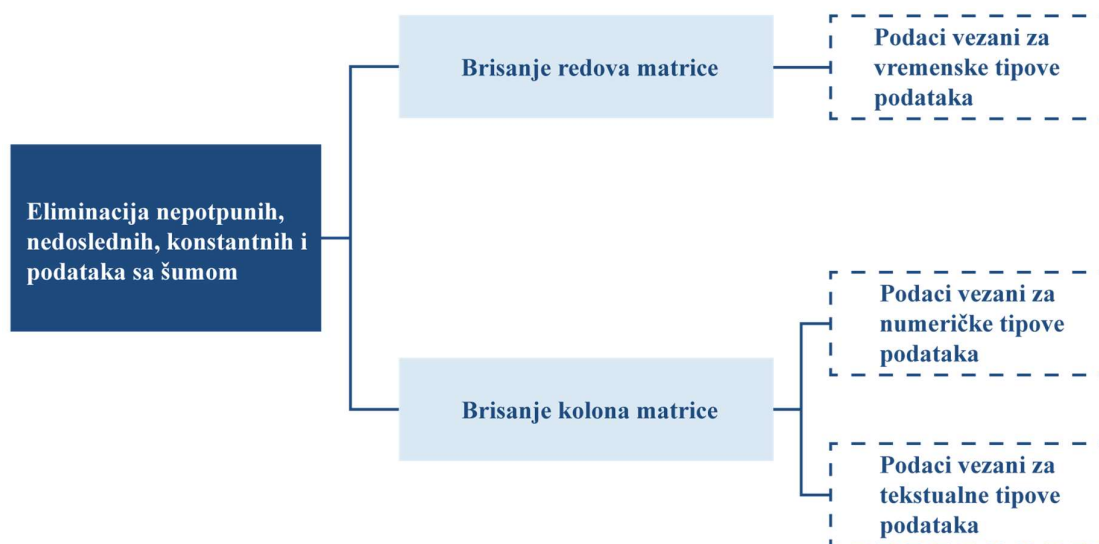 Eliminacija nepotpunih,
nedoslednih, konstantnih i
podataka sa šumom
Brisanje redova matrice
Podaci vezani za
vremenske tipove
podataka
Brisanje kolona matrice
Podaci vezani za
numeričke tipove
podataka
Podaci vezani za
tekstualne tipove
podataka